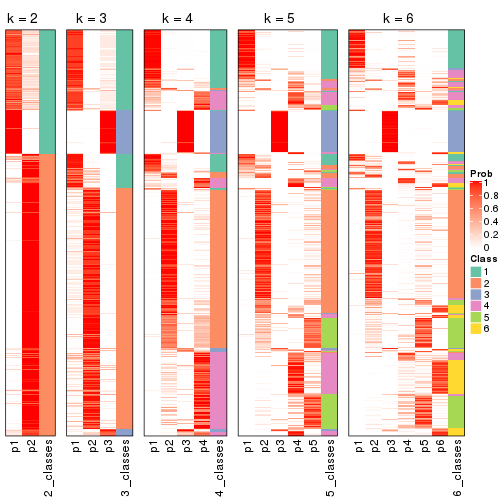 k = 2
k = 3
k = 4
k = 5
k = 6
Prob
1
0.8
0.6
0.4
0.2
0
Class
1
2
3
4
5
6
p1
p2
2_classes
p1
p2
p3
3_classes
p1
p2
p3
p4
4_classes
p1
p2
p3
p4
p5
5_classes
p1
p2
p3
p4
p5
p6
6_classes